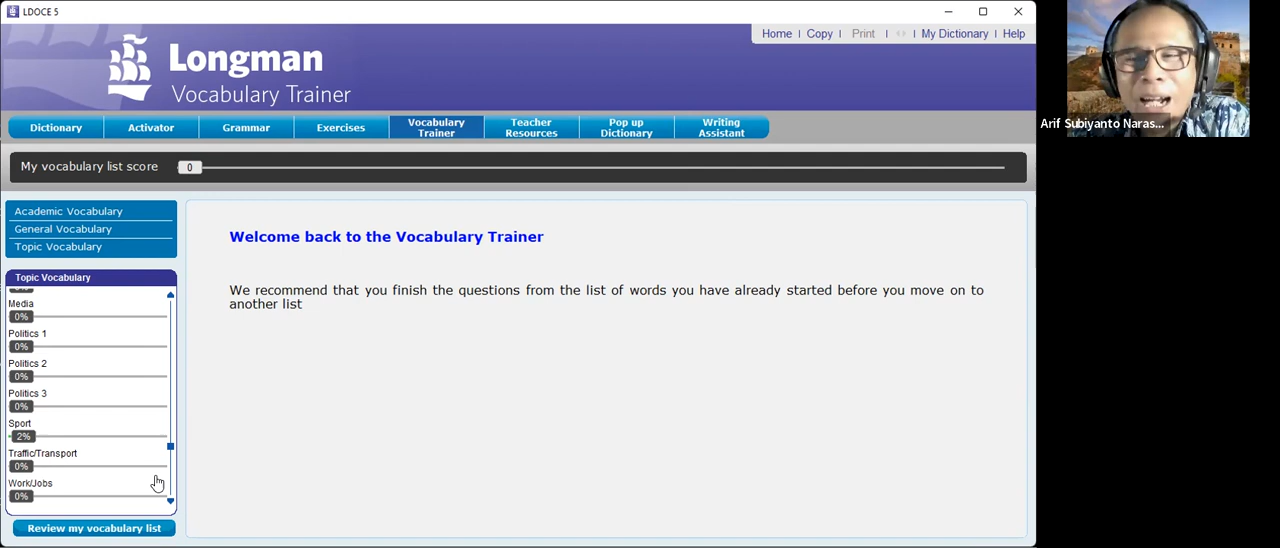 LDOCE 5
Home | Copy | Print | <> | My Dictionary | Help
Longman
Vocabulary Trainer
Dictionary
Activator
Grammar
Exercises
Vocabulary
Trainer
Teacher
Resources
Pop up
Dictionary
Writing
Assistant
My vocabulary list score
0
Academic Vocabulary
General Vocabulary
Topic Vocabulary
Topic Vocabulary
Media
0%
Politics 1
0%
Politics 2
0%
Politics 3
0%
Sport
2%
Traffic/Transport
0%
Work/Jobs
0%
Review my vocabulary list
Welcome back to the Vocabulary Trainer
We recommend that you finish the questions from the list of words you have already started before you move on to
another list
Arif Subiyanto Naras...